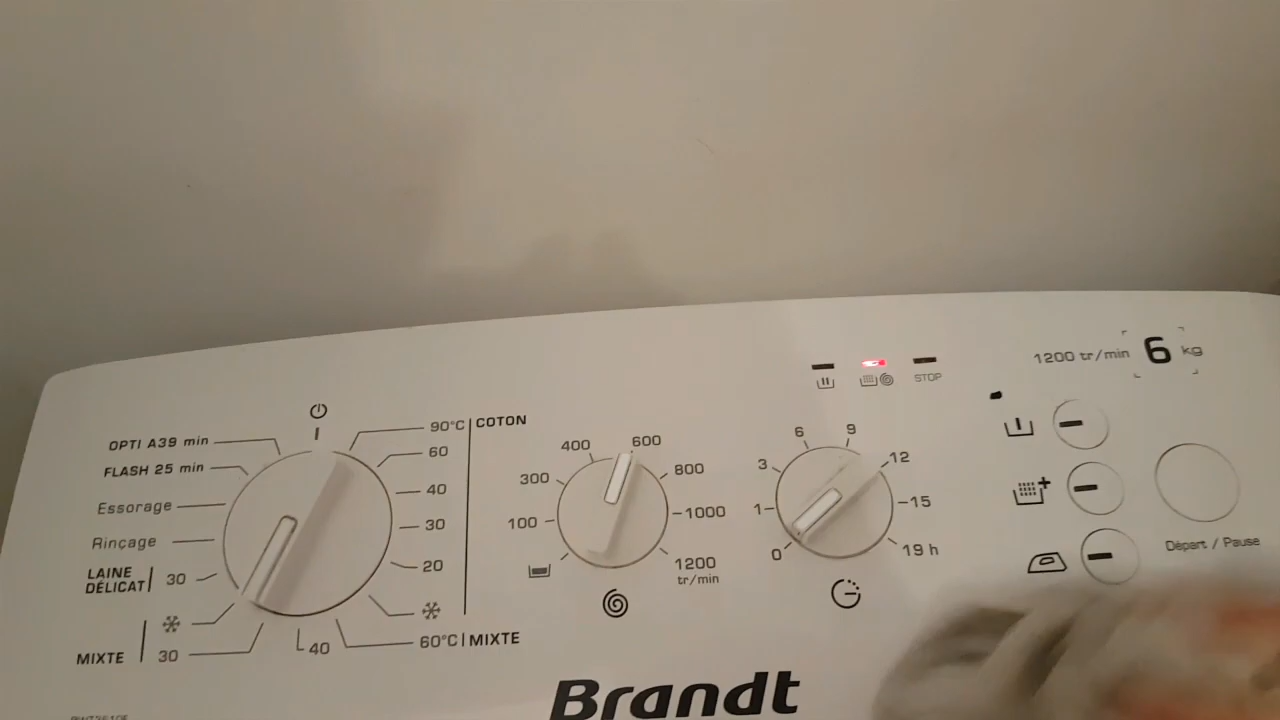 1200 tr/min 6 kg
STOP
OPTI A39 min
FLASH 25 min
Essorage
Rinçage
LAINE
DÉLICAT 30
MIXTE
30
40
60°C MIXTE
90°C COTON
60
40
30
20
100
300
400
600
800
1000
1200
tr/min
0
1
3
6
9
12
15
19 h
Départ / Pause
Brandt